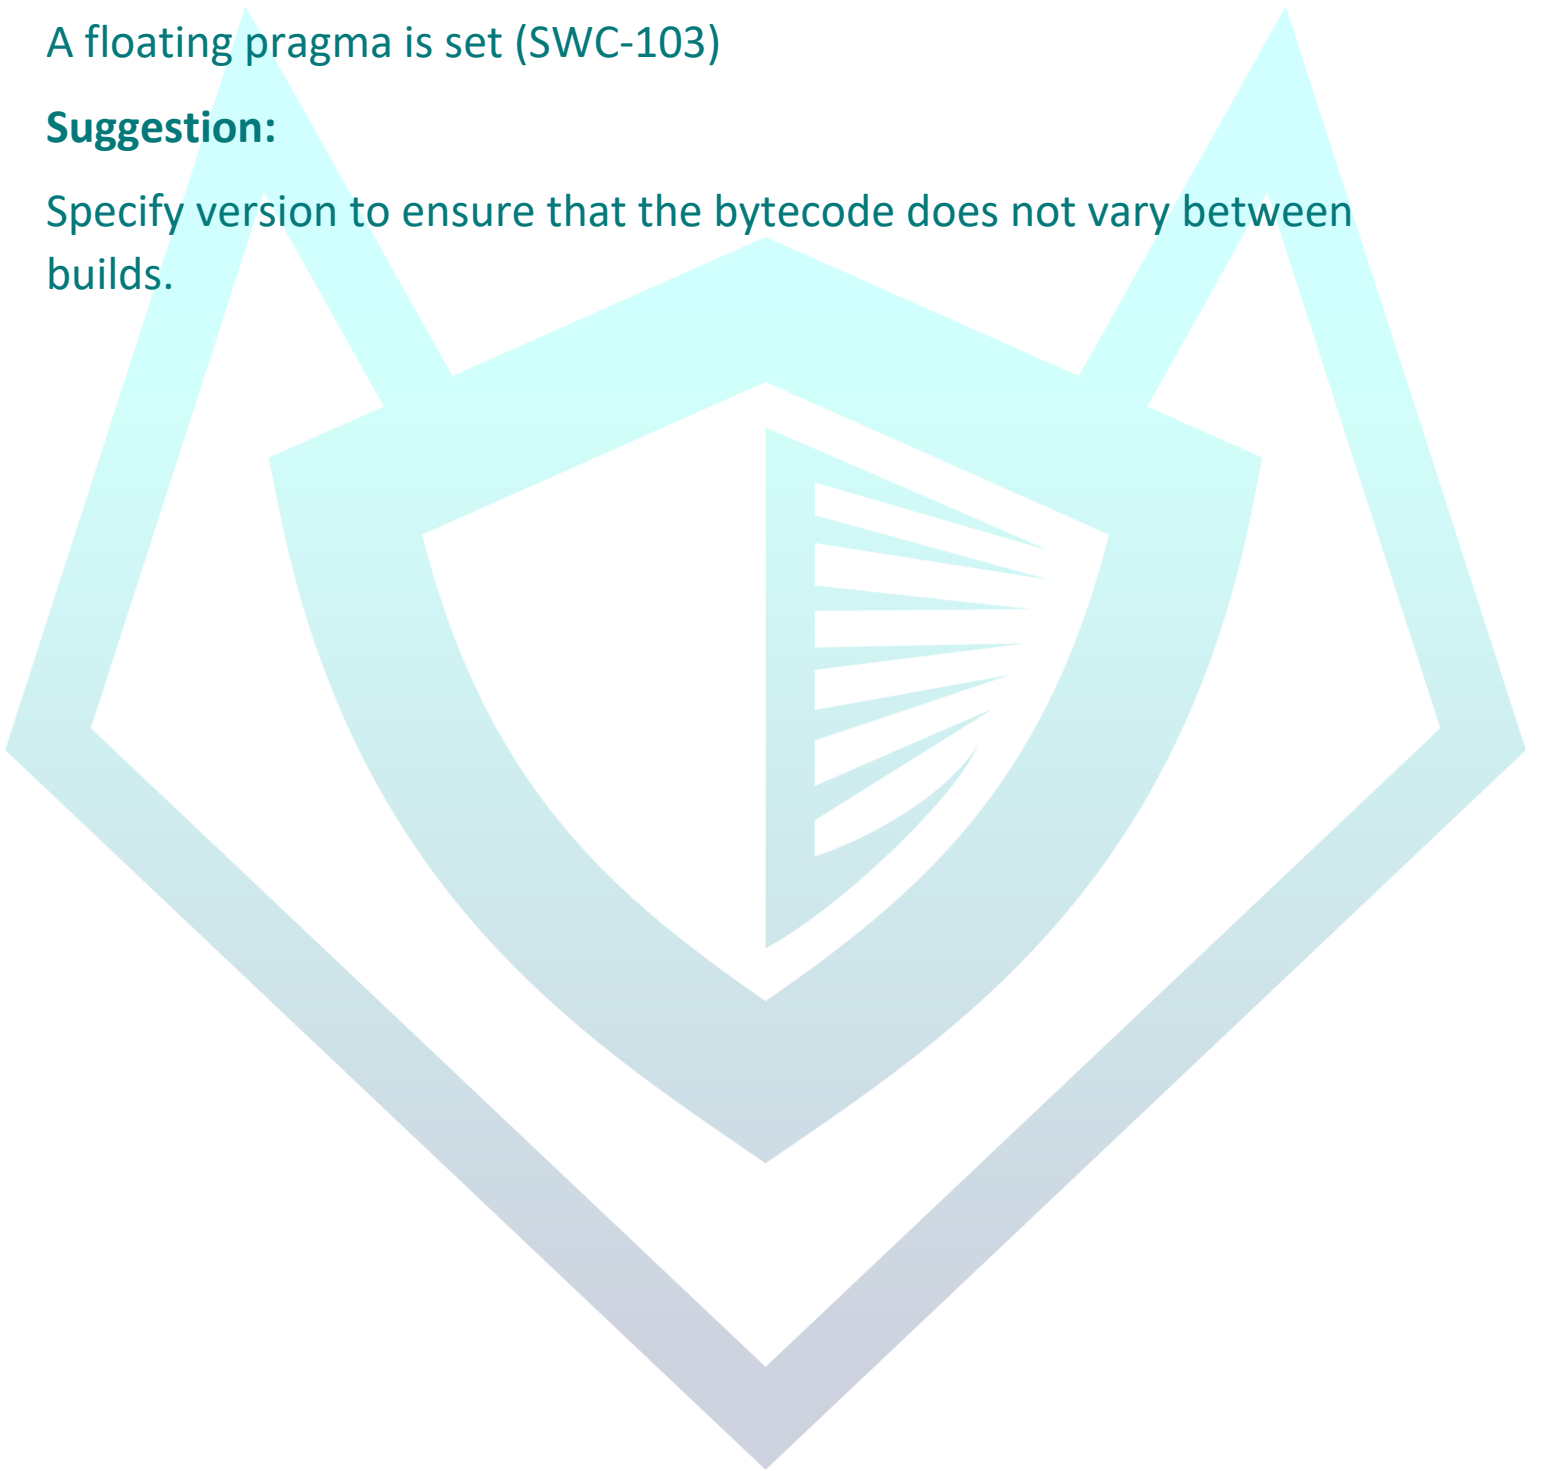 A floating pragma is set (SWC-103)
Suggestion:
Specify version to ensure that the bytecode does not vary between
builds.